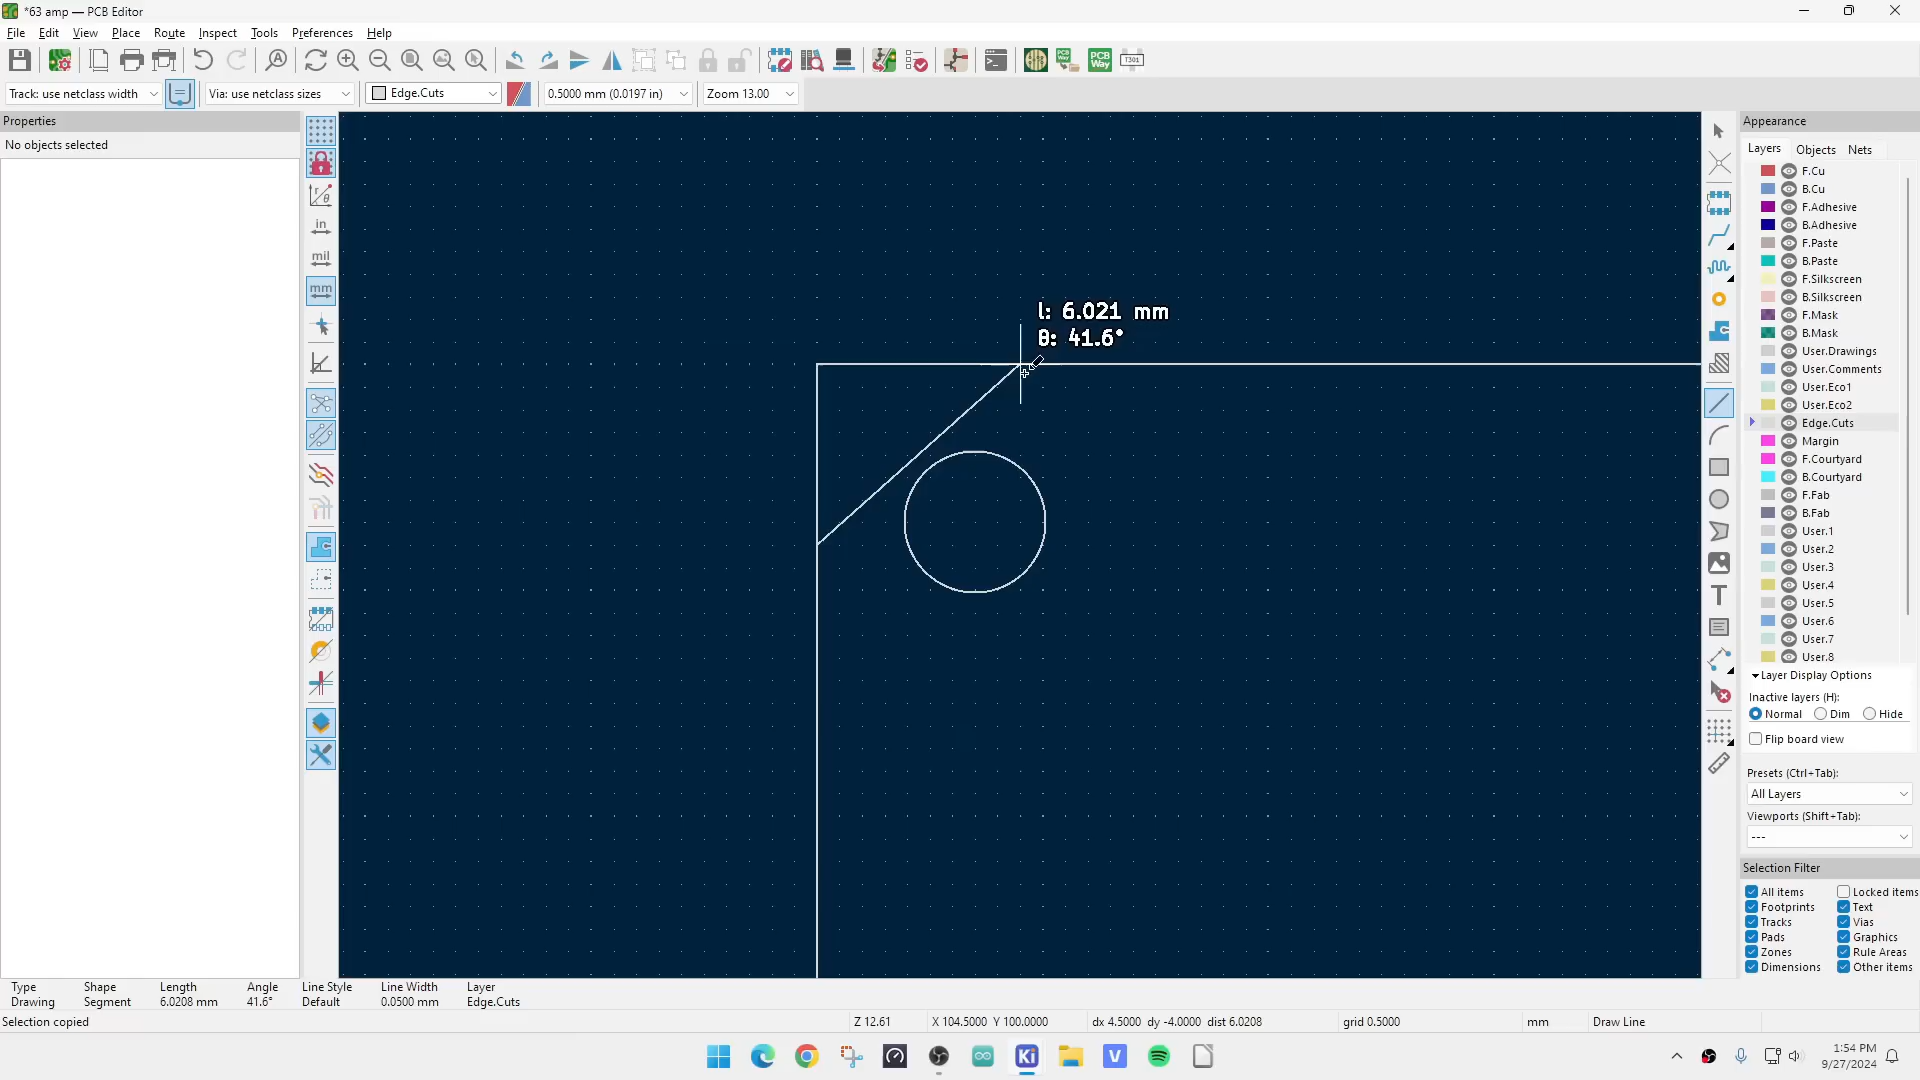 *63 amp — PCB Editor
File Edit View Place Route Inspect Tools Preferences Help
PCB Way PCB Way T301
Track: use netclass width Via: use netclass sizes Edge.Cuts 0.5000 mm (0.0197 in) Zoom 13.00
Properties
No objects selected
r θ
in
mil
mm
l: 6.021 mm
θ: 41.6°
T
Appearance
Layers Objects Nets
F.Cu
B.Cu
F.Adhesive
B.Adhesive
F.Paste
B.Paste
F.Silkscreen
B.Silkscreen
F.Mask
B.Mask
User.Drawings
User.Comments
User.Eco1
User.Eco2
Edge.Cuts
Margin
F.Courtyard
B.Courtyard
F.Fab
B.Fab
User.1
User.2
User.3
User.4
User.5
User.6
User.7
User.8
Layer Display Options
Inactive layers (H):
Normal Dim Hide
Flip board view
Presets (Ctrl+Tab):
All Layers
Viewports (Shift+Tab):
---
Selection Filter
All items Locked items
Footprints Text
Tracks Vias
Pads Graphics
Zones Rule Areas
Dimensions Other items
Type Shape Length Angle Line Style Line Width Layer
Drawing Segment 6.0208 mm 41.6° Default 0.0500 mm Edge.Cuts
Selection copied Z 12.61 X 104.5000 Y 100.0000 dx 4.5000 dy -4.0000 dist 6.0208 grid 0.5000 mm Draw Line
Ki V
1:54 PM
9/27/2024